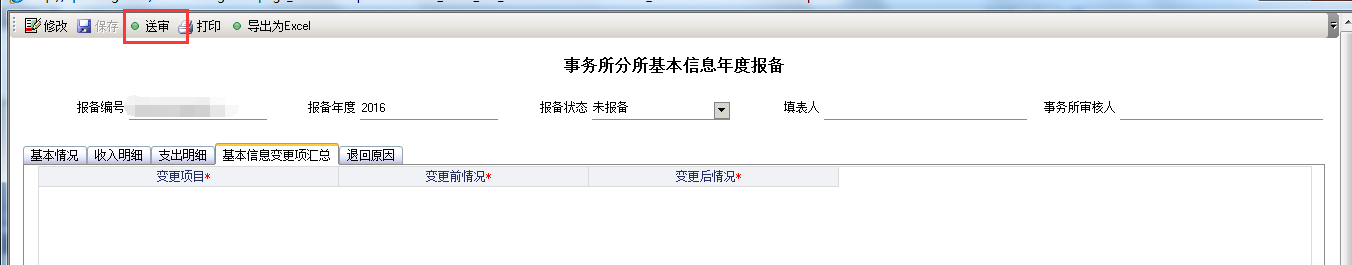 修改 保存 送审 打印 导出为Excel
事务所分所基本信息年度报备
报备编号 报备年度 2016 报备状态 未报备 填表人 事务所审核人
基本情况 收入明细 支出明细 基本信息变更项汇总 退回原因
变更项目* 变更前情况* 变更后情况*